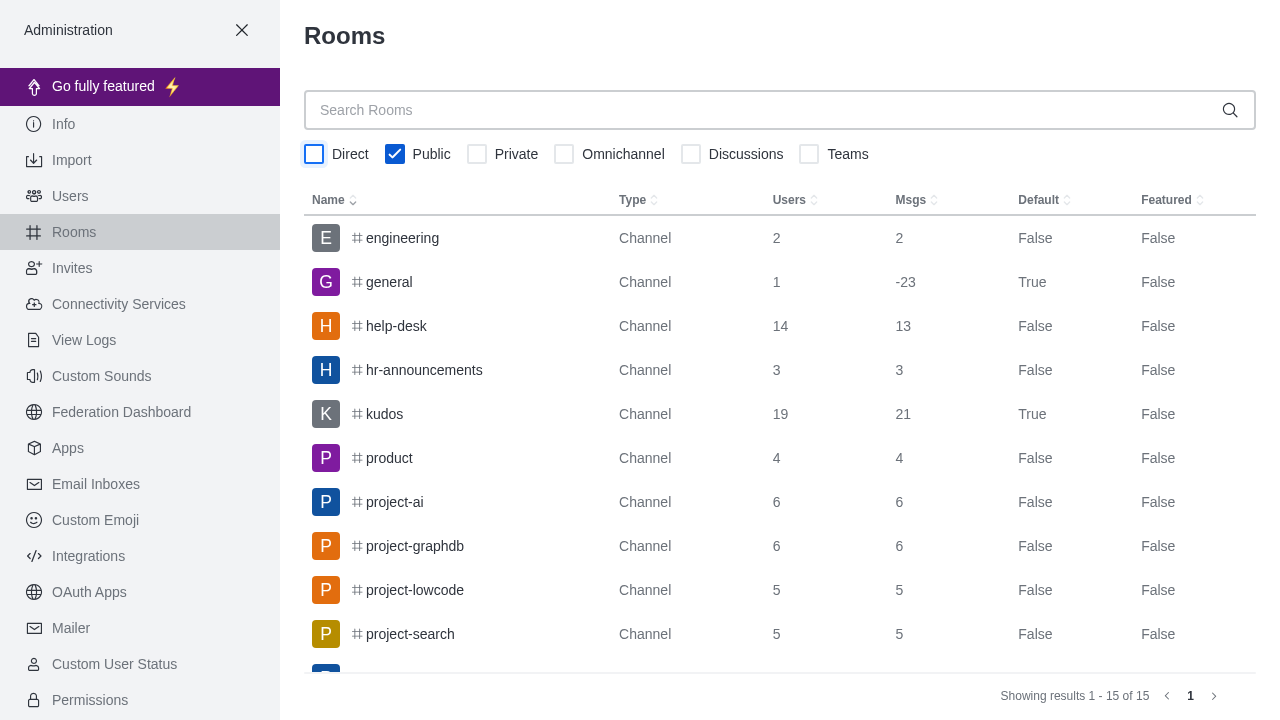 Administration
Go fully featured
Info
Import
Users
Rooms
Invites
Connectivity Services
View Logs
Custom Sounds
Federation Dashboard
Apps
Email Inboxes
Custom Emoji
Integrations
OAuth Apps
Mailer
Custom User Status
Permissions
Rooms
Search Rooms
Direct Public Private Omnichannel Discussions Teams
Name Type Users Msgs Default Featured
E engineering Channel 2 2 False False
G general Channel 1 -23 True False
H help-desk Channel 14 13 False False
H hr-announcements Channel 3 3 False False
K kudos Channel 19 21 True False
P product Channel 4 4 False False
P project-ai Channel 6 6 False False
P project-graphdb Channel 6 6 False False
P project-lowcode Channel 5 5 False False
P project-search Channel 5 5 False False
Showing results 1 - 15 of 15 1